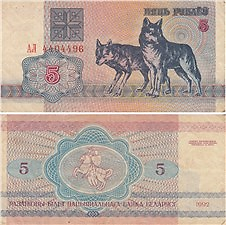 ПЯЦЬ РУБЛЁЎ 5
АЛ 4404496
5
5 5
РАЗЛІКОВЫ БІЛЕТ НАЦЫЯНАЛЬНАГА БАНКА БЕЛАРУСІ 1992